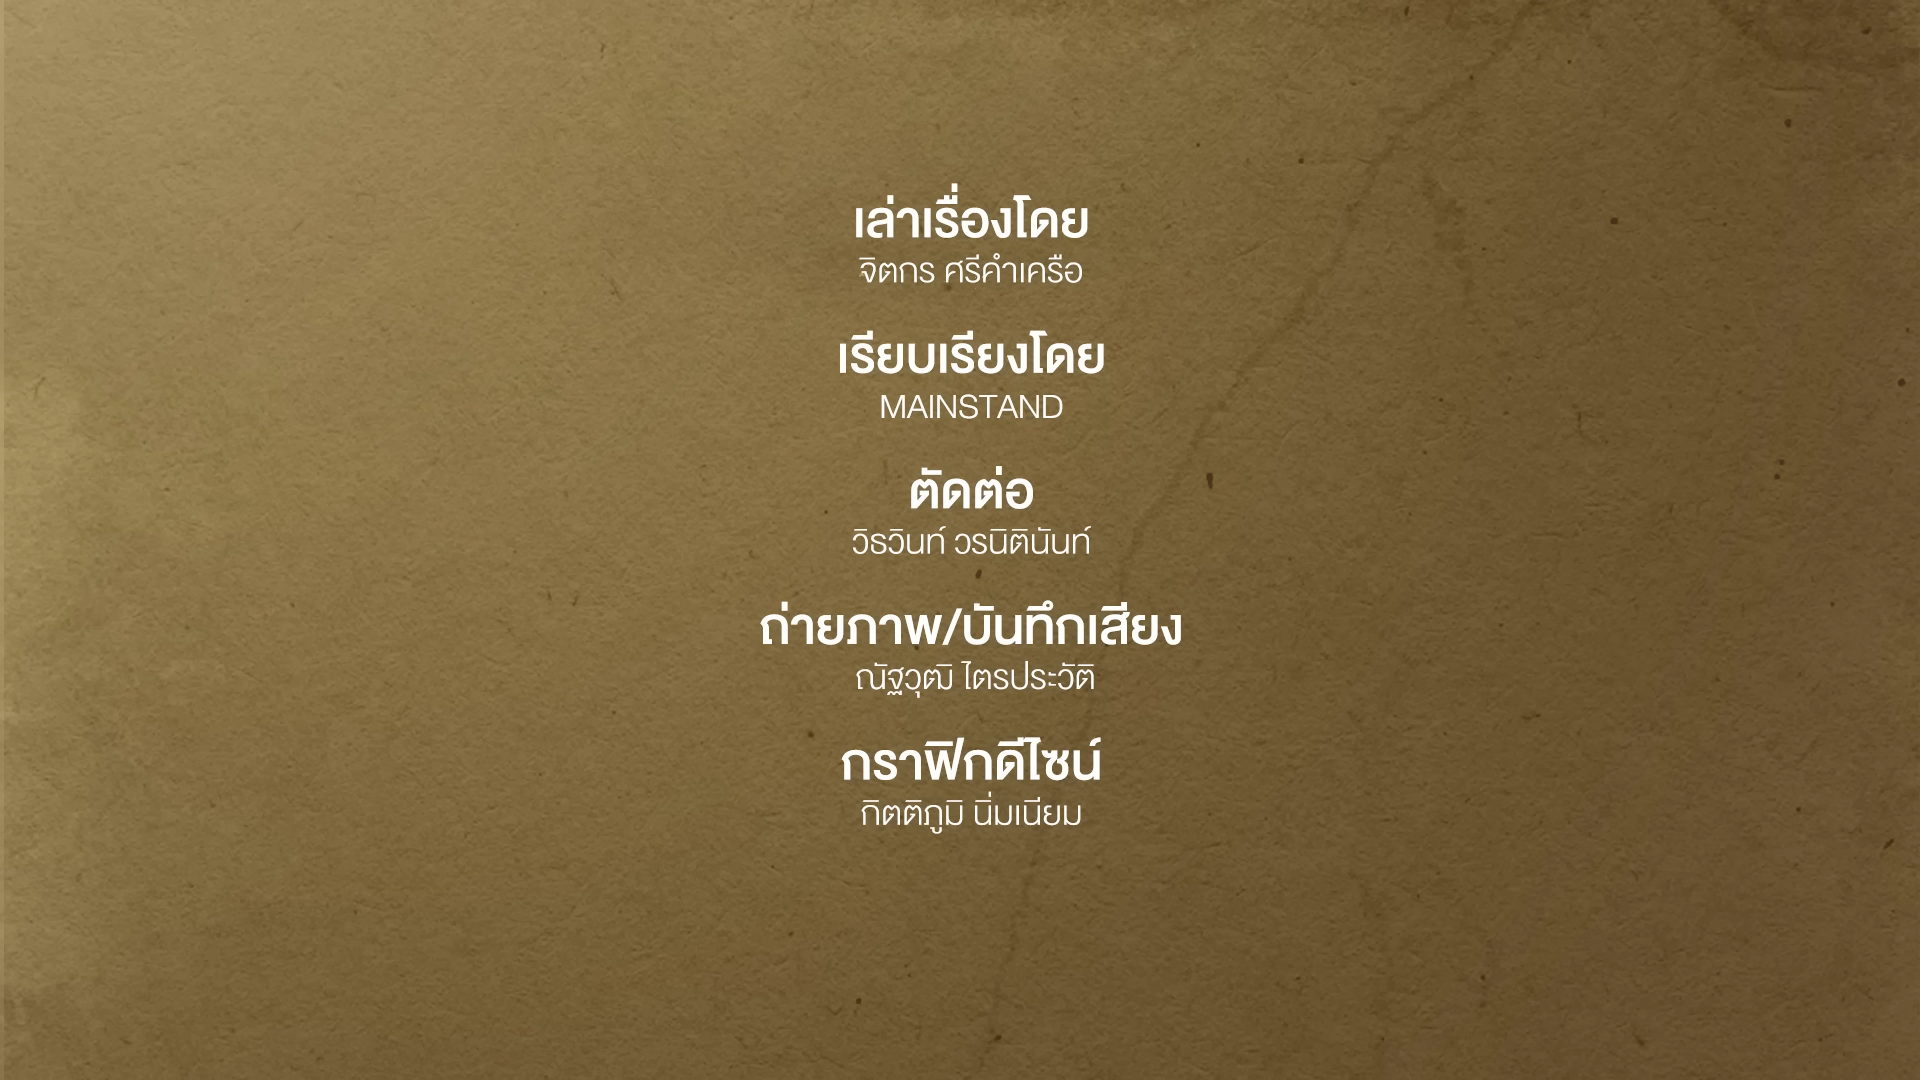 เล่าเรื่องโดย
จิตกร ศรีคำเครือ
เรียบเรียงโดย
MAINSTAND
ตัดต่อ
วิธวินท์ วรนิตินันท์
ถ่ายภาพ/บันทึกเสียง
ณัฐวุฒิ ไตรประวัติ
กราฟิกดีไซน์
กิตติภูมิ นิ่มเนียม